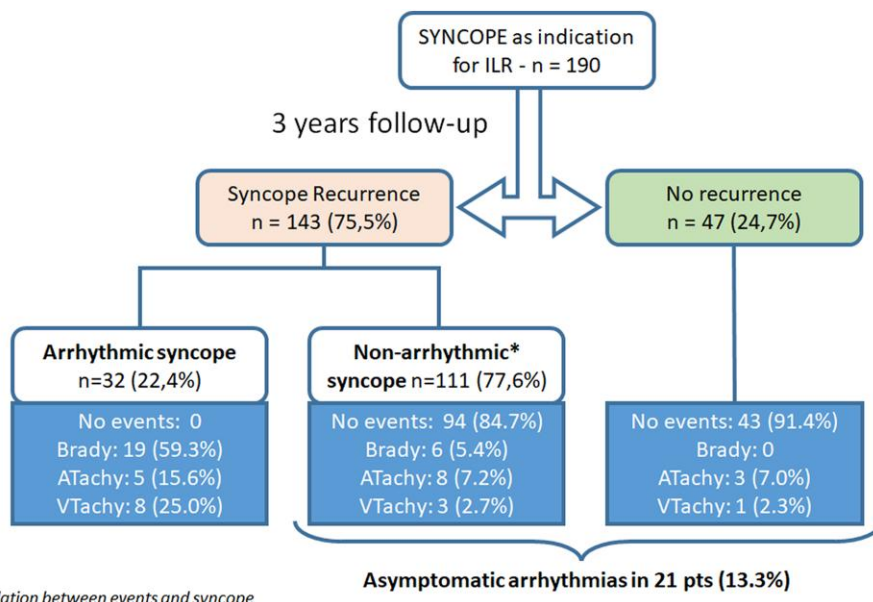 SYNCOPE as indication
for ILR - n = 190
3 years follow-up
Syncope Recurrence
n = 143 (75,5%)
No recurrence
n = 47 (24,7%)
Arrhythmic syncope
n=32 (22,4%)
Non-arrhythmic*
syncope n=111 (77,6%)
No events: 0
Brady: 19 (59.3%)
ATachy: 5 (15.6%)
VTachy: 8 (25.0%)
No events: 94 (84.7%)
Brady: 6 (5.4%)
ATachy: 8 (7.2%)
VTachy: 3 (2.7%)
No events: 43 (91.4%)
Brady: 0
ATachy: 3 (7.0%)
VTachy: 1 (2.3%)
Asymptomatic arrhythmias in 21 pts (13.3%)
between events and syncope